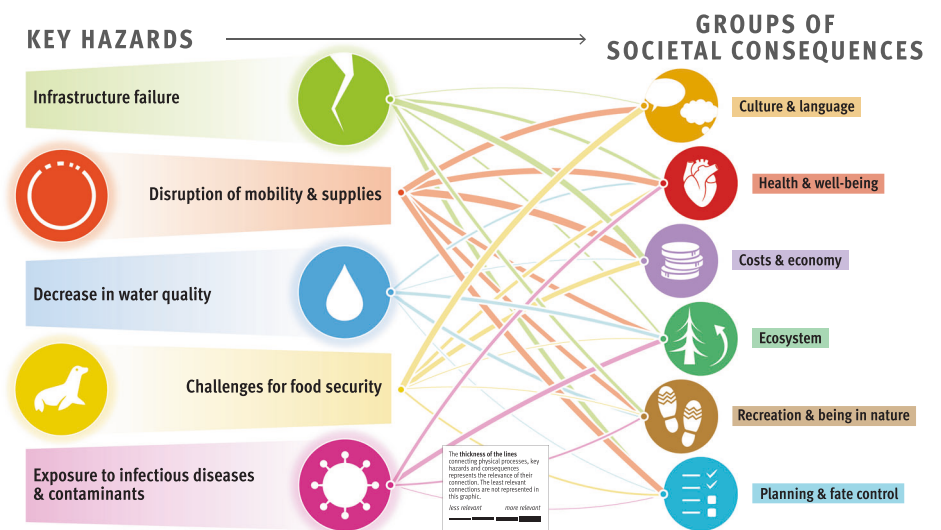 KEY HAZARDS
GROUPS OF
SOCIETAL CONSEQUENCES
Infrastructure failure
Disruption of mobility & supplies
Decrease in water quality
Challenges for food security
Exposure to infectious diseases
& contaminants
Culture & language
Health & well-being
Costs & economy
Ecosystem
Recreation & being in nature
Planning & fate control
The thickness of the lines
connecting physical processes, key
hazards and consequences
represents the relevance of their
connection. The least relevant
connections are not represented in
this graphic.
less relevant more relevant